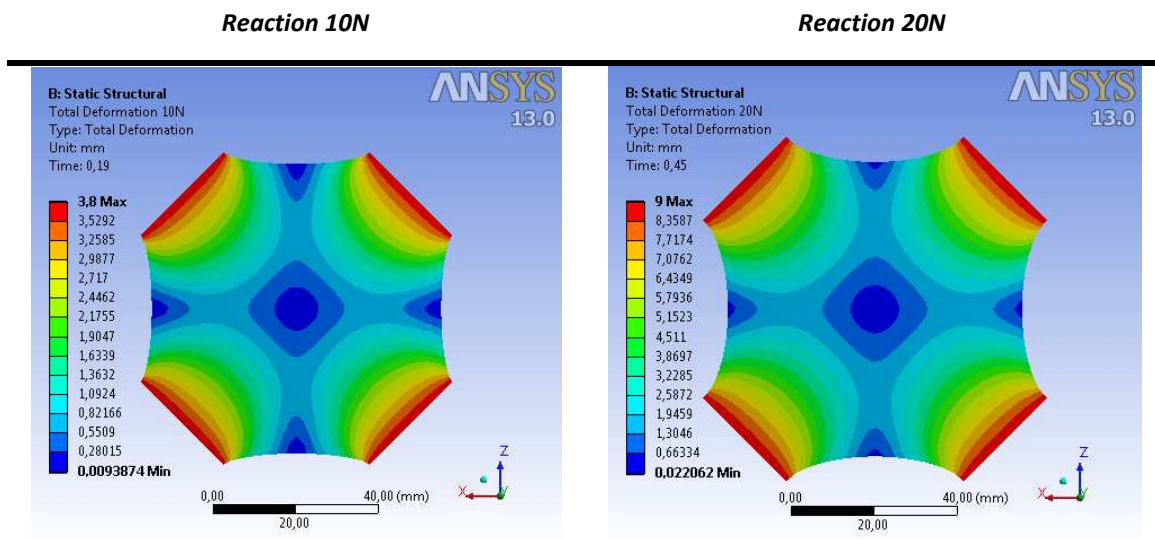 Reaction 10N
Reaction 20N
B: Static Structural
Total Deformation 10N
Type: Total Deformation
Unit: mm
Time: 0,19
ANSYS
13.0
3,8 Max
3,5292
3,2585
2,9877
2,717
2,4462
2,1755
1,9047
1,6339
1,3632
1,0924
0,82166
0,5509
0,28015
0,0093874 Min
0,00
40,00 (mm)
20,00
Z
X
Y
B: Static Structural
Total Deformation 20N
Type: Total Deformation
Unit: mm
Time: 0,45
ANSYS
13.0
9 Max
8,3587
7,7174
7,0762
6,4349
5,7936
5,1523
4,511
3,8697
3,2285
2,5872
1,9459
1,3046
0,66334
0,022062 Min
0,00
40,00 (mm)
20,00
Z
X
Y